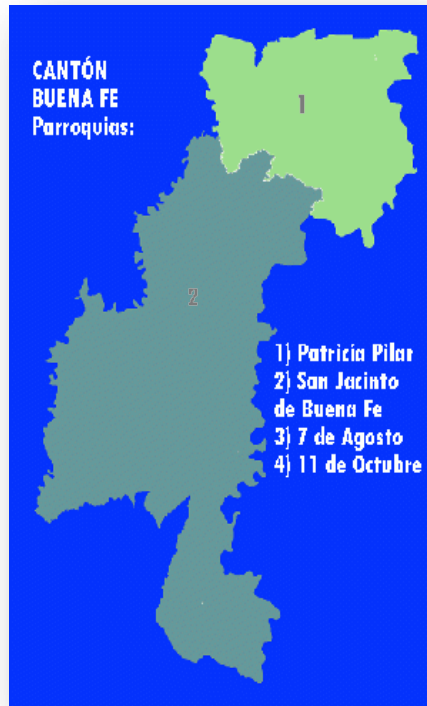 CANTÓN
BUENA FE
Parroquias:
1
2
1) Patricia Pilar
2) San Jacinto
de Buena Fe
3) 7 de Agosto
4) 11 de Octubre